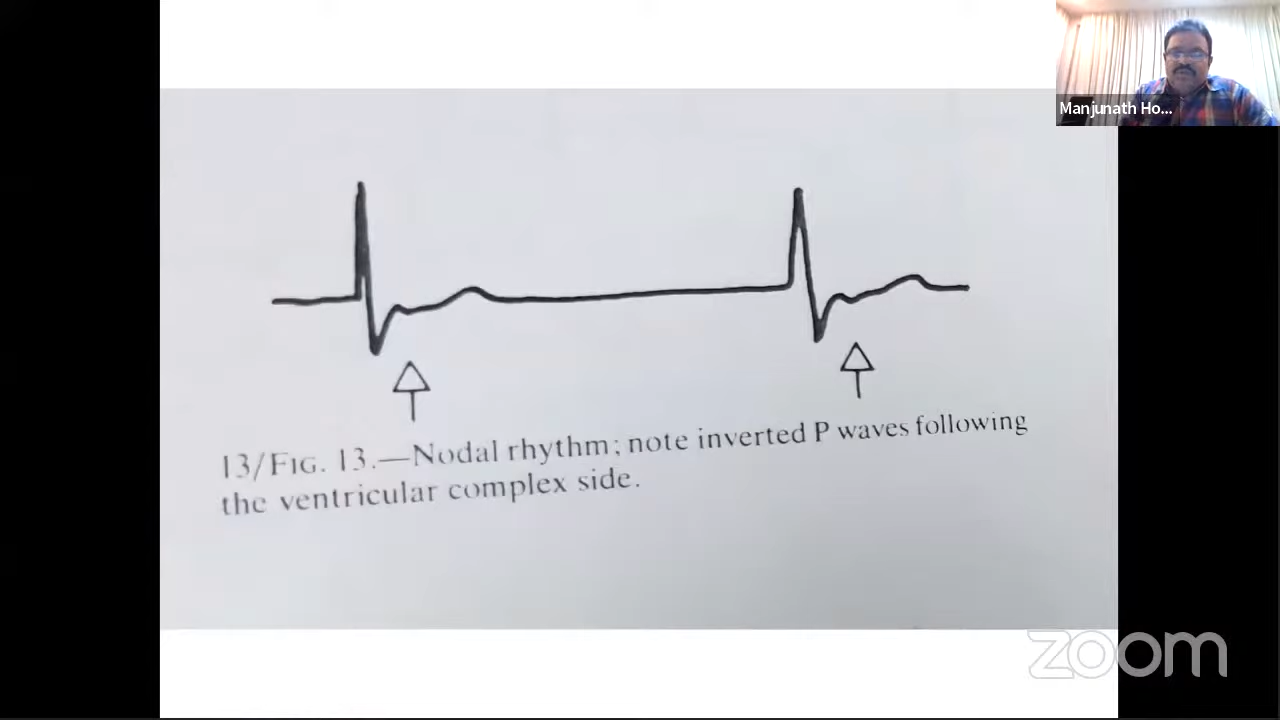 Manjunath Ho...
13/FIG. 13.—Nodal rhythm; note inverted P waves following
the ventricular complex side.
zoom